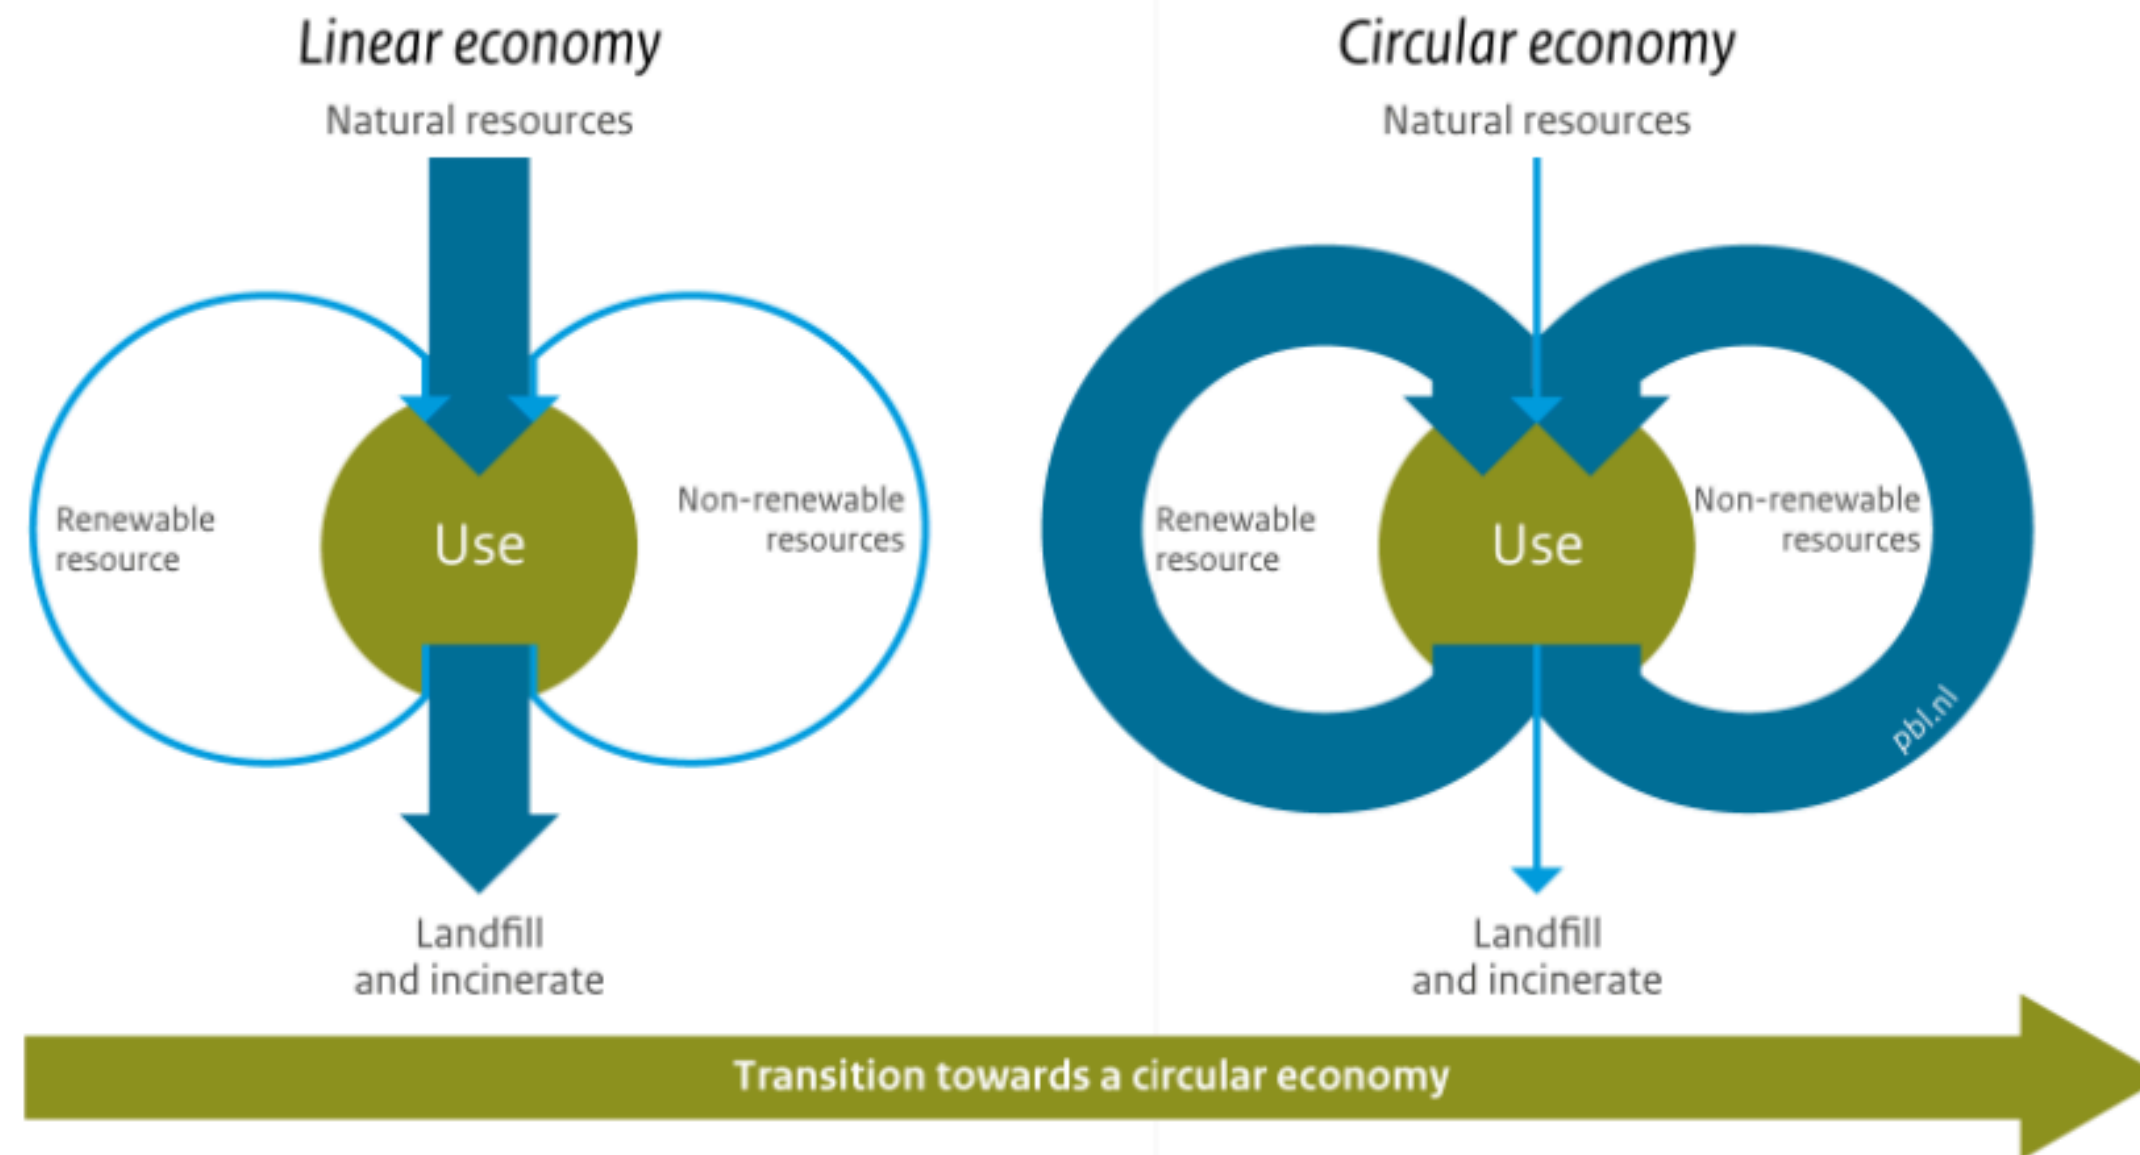 Linear economy
Natural resources
Renewable
resource
Use
Non-renewable
resources
Landfill
and incinerate
Circular economy
Natural resources
Renewable
resource
Use
Non-renewable
resources
pbl.nl
Landfill
and incinerate
Transition towards a circular economy